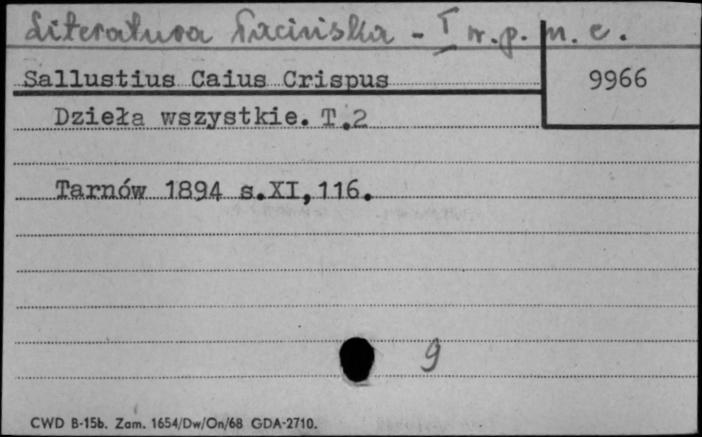 Literatura Łacińska - I w. p. n. e.
Sallustius Caius Crispus
9966
Dzieła wszystkie. T.2
Tarnów 1894 s.XI,116.
9
CWD B-15b. Zam. 1654/Dw/On/68 GDA-2710.